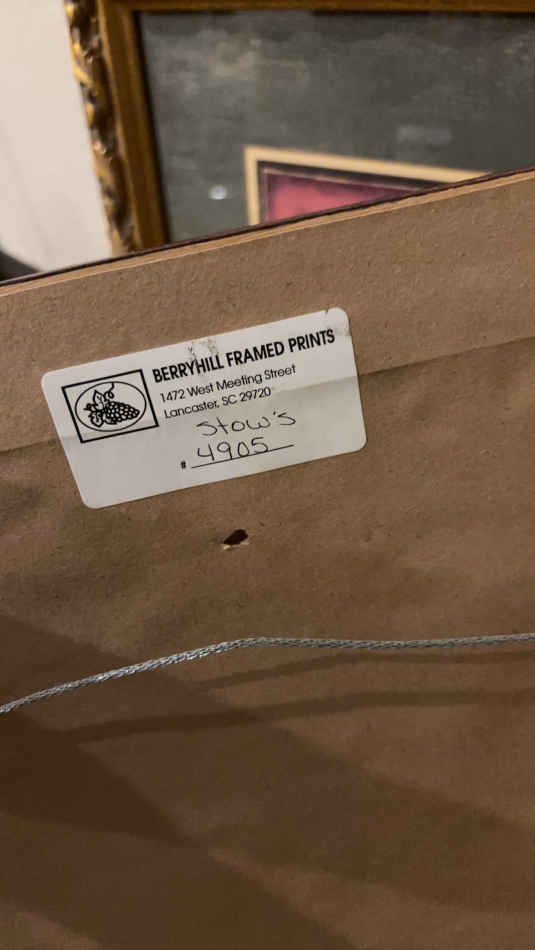 BERRYHILL FRAMED PRINTS
1472 West Meeting Street
Lancaster, SC 29720
Stow's
# 4905